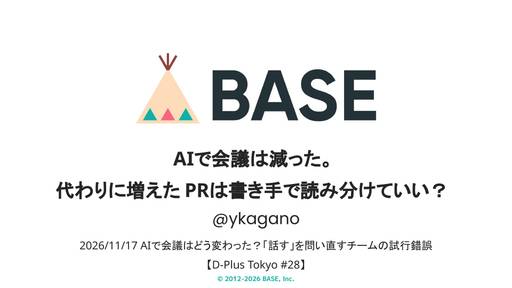 BASE
AIで会議は減った。
代わりに増えた PRは書き手で読み分けていい？
@ykagano
2026/11/17 AIで会議はどう変わった？「話す」を問い直すチームの試行錯誤
【D-Plus Tokyo #28】
© 2012-2026 BASE, Inc.